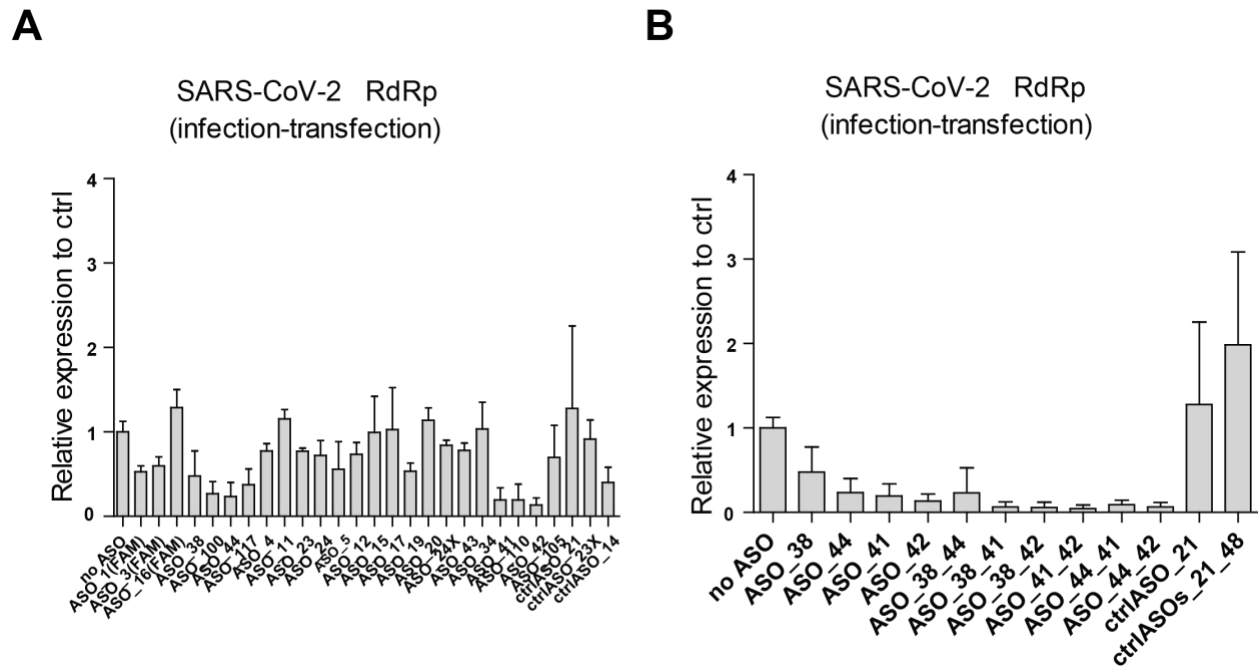 A
SARS-CoV-2 RdRp
(infection-transfection)
Relative expression to ctrl
4
3
2
1
0
no ASO
ASO_1(FAM)
ASO_3(FAM)
ASO_16(FAM)
ASO_38
ASO_100
ASO_44
ASO_117
ASO_4
ASO_11
ASO_23
ASO_24
ASO_5
ASO_12
ASO_15
ASO_17
ASO_19
ASO_20
ASO_24X
ASO_43
ASO_34
ASO_41
ASO_110
ASO_42
ASO_105
ctrlASO_21
ctrlASO_23X
ctrlASO_14
B
SARS-CoV-2 RdRp
(infection-transfection)
Relative expression to ctrl
4
3
2
1
0
no ASO
ASO_38
ASO_44
ASO_41
ASO_42
ASO_38_44
ASO_38_41
ASO_38_42
ASO_41_42
ASO_44_41
ASO_44_42
ctrlASO_21
ctrlASOs_21_48